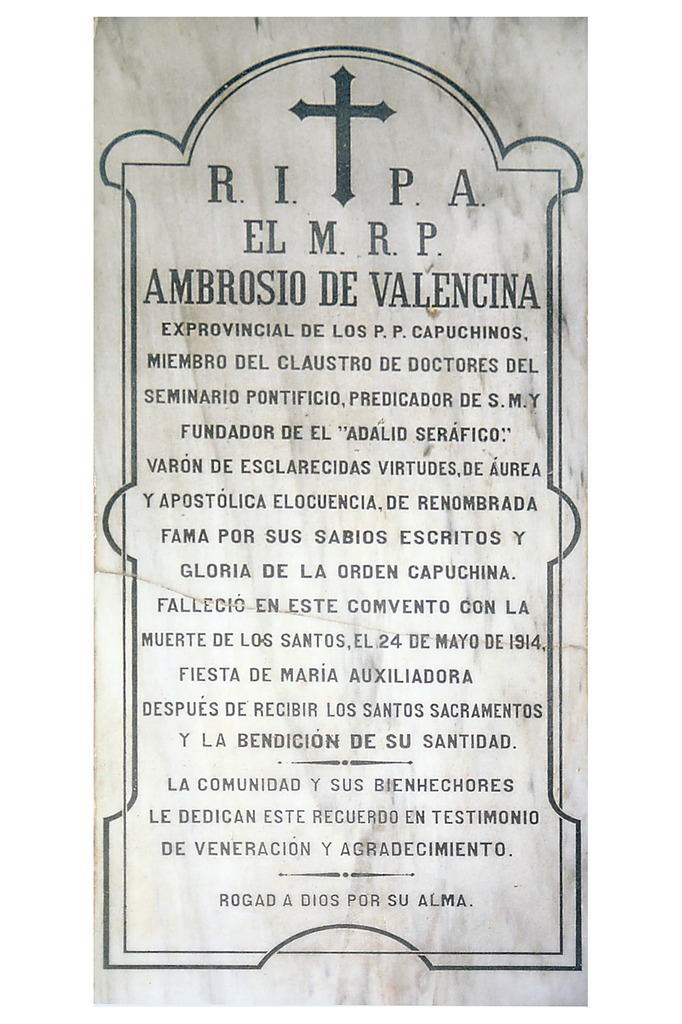 R. I. P. A.
EL M. R. P.
AMBROSIO DE VALENCINA
EXPROVINCIAL DE LOS P. P. CAPUCHINOS,
MIEMBRO DEL CLAUSTRO DE DOCTORES DEL
SEMINARIO PONTIFICIO, PREDICADOR DE S. M. Y
FUNDADOR DE EL "ADALID SERÁFICO."
VARÓN DE ESCLARECIDAS VIRTUDES, DE ÁUREA
Y APOSTÓLICA ELOCUENCIA, DE RENOMBRADA
FAMA POR SUS SABIOS ESCRITOS Y
GLORIA DE LA ORDEN CAPUCHINA.
FALLECIÓ EN ESTE COMVENTO CON LA
MUERTE DE LOS SANTOS, EL 24 DE MAYO DE 1914,
FIESTA DE MARÍA AUXILIADORA
DESPUÉS DE RECIBIR LOS SANTOS SACRAMENTOS
Y LA BENDICIÓN DE SU SANTIDAD.
LA COMUNIDAD Y SUS BIENHECHORES
LE DEDICAN ESTE RECUERDO EN TESTIMONIO
DE VENERACIÓN Y AGRADECIMIENTO.
ROGAD A DIOS POR SU ALMA.